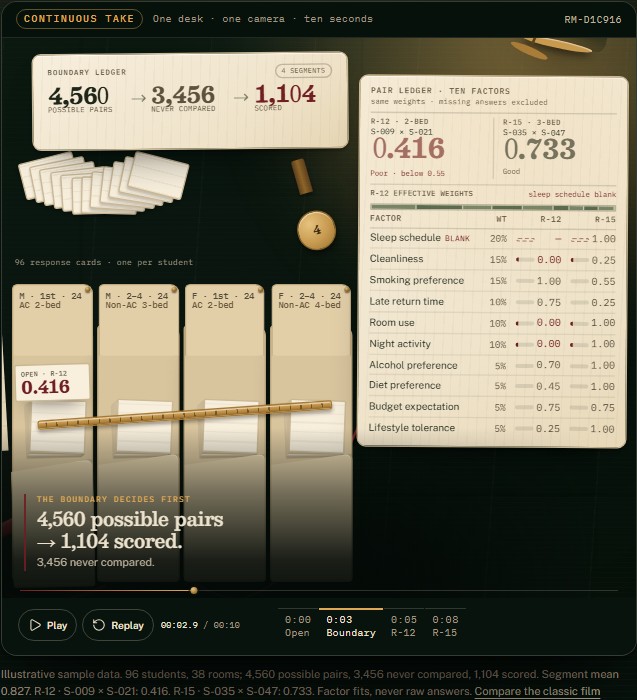 CONTINUOUS TAKE One desk · one camera · ten seconds RM-D1C916
BOUNDARY LEDGER 4 SEGMENTS
4,560 → 3,456 → 1,104
POSSIBLE PAIRS NEVER COMPARED SCORED
4
96 response cards · one per student
M · 1st · 24
AC 2-bed
M · 2–4 · 24
Non-AC 3-bed
F · 1st · 24
AC 2-bed
F · 2–4 · 24
Non-AC 4-bed
OPEN · R-12
0.416
THE BOUNDARY DECIDES FIRST
4,560 possible pairs
→ 1,104 scored.
3,456 never compared.
PAIR LEDGER · TEN FACTORS
same weights · missing answers excluded
R-12 · 2-BED
S-009 × S-021
0.416
Poor · below 0.55
R-15 · 3-BED
S-035 × S-047
0.733
Good
R-12 EFFECTIVE WEIGHTS sleep schedule blank
FACTOR WT R-12 R-15
Sleep schedule BLANK 20% — 1.00
Cleanliness 15% 0.00 0.25
Smoking preference 15% 1.00 0.55
Late return time 10% 0.75 0.25
Room use 10% 0.00 1.00
Night activity 10% 0.00 1.00
Alcohol preference 5% 0.70 1.00
Diet preference 5% 0.45 1.00
Budget expectation 5% 0.75 0.75
Lifestyle tolerance 5% 0.25 1.00
Play Replay 00:02.9 / 00:10
0:00 0:03 0:05 0:08
Open Boundary R-12 R-15
Illustrative sample data. 96 students, 38 rooms; 4,560 possible pairs, 3,456 never compared, 1,104 scored. Segment mean
0.827. R-12 · S-009 × S-021: 0.416. R-15 · S-035 × S-047: 0.733. Factor fits, never raw answers. Compare the classic film